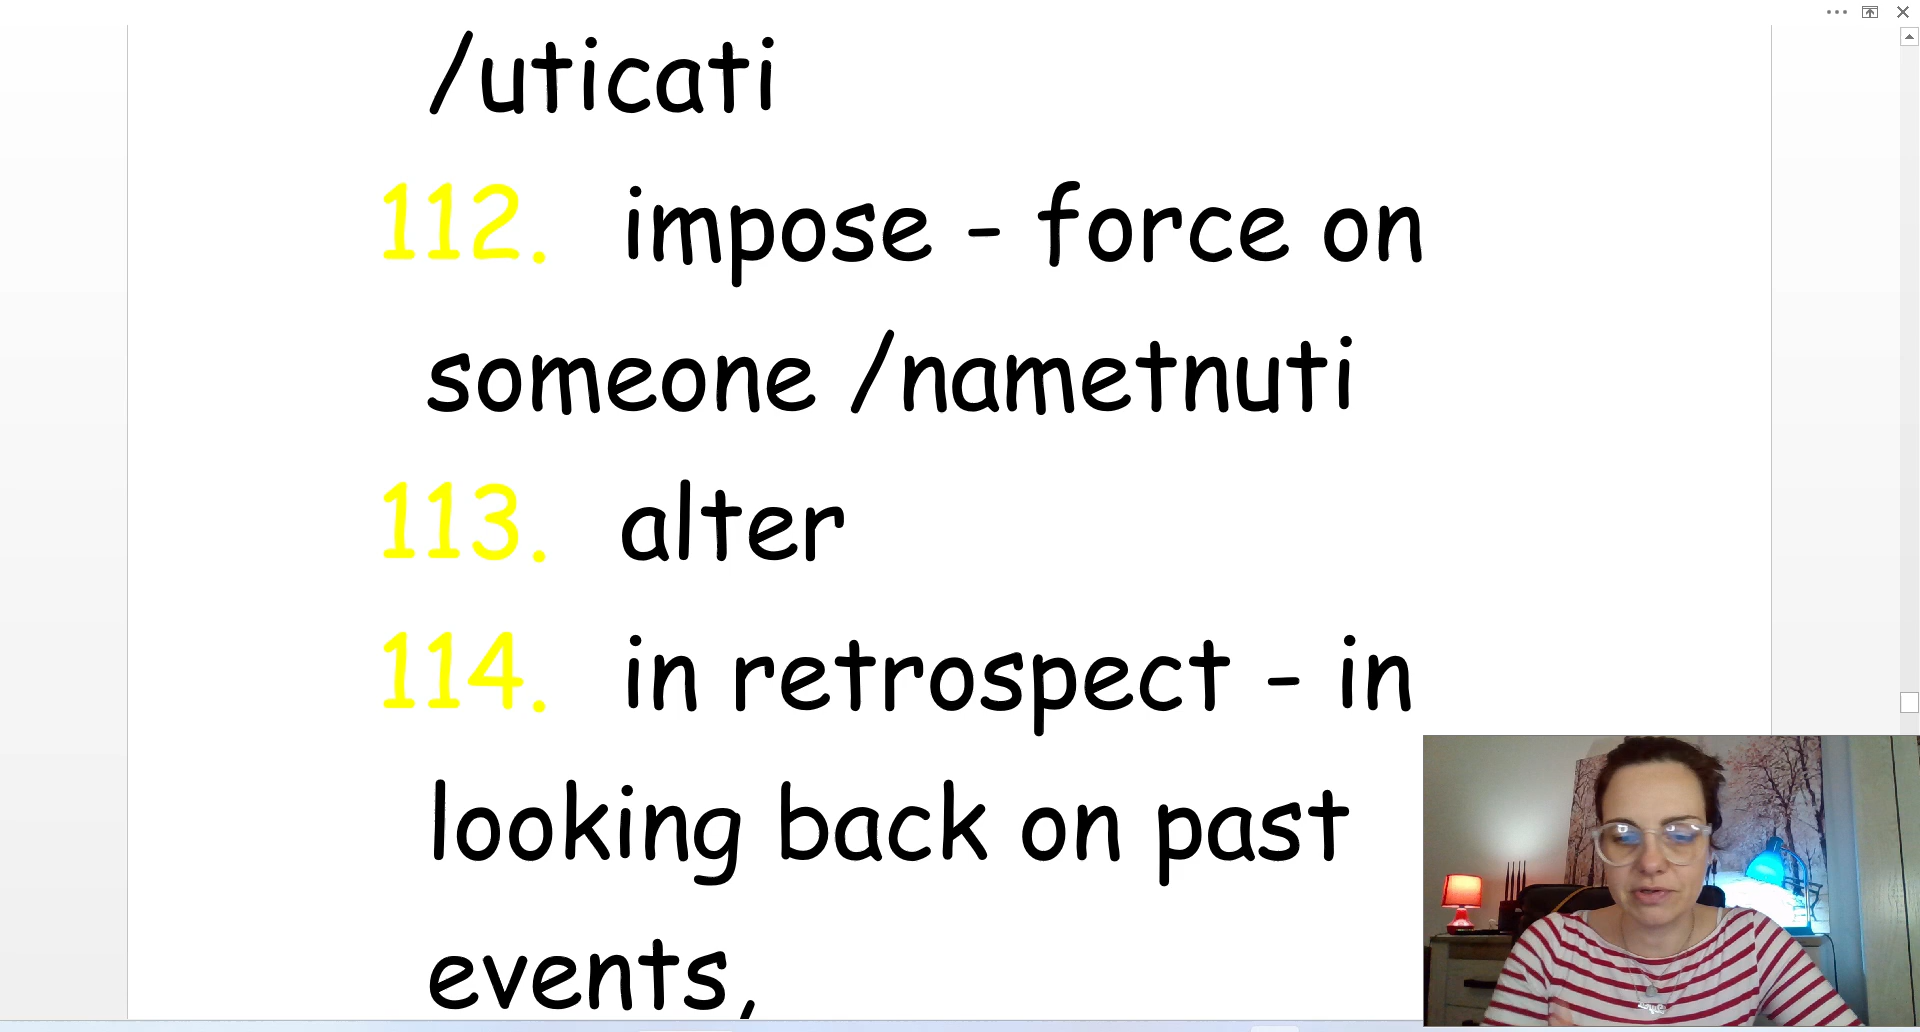 /uticati
112. impose - force on
someone /nametnuti
113. alter
114. in retrospect - in
looking back on past
events,